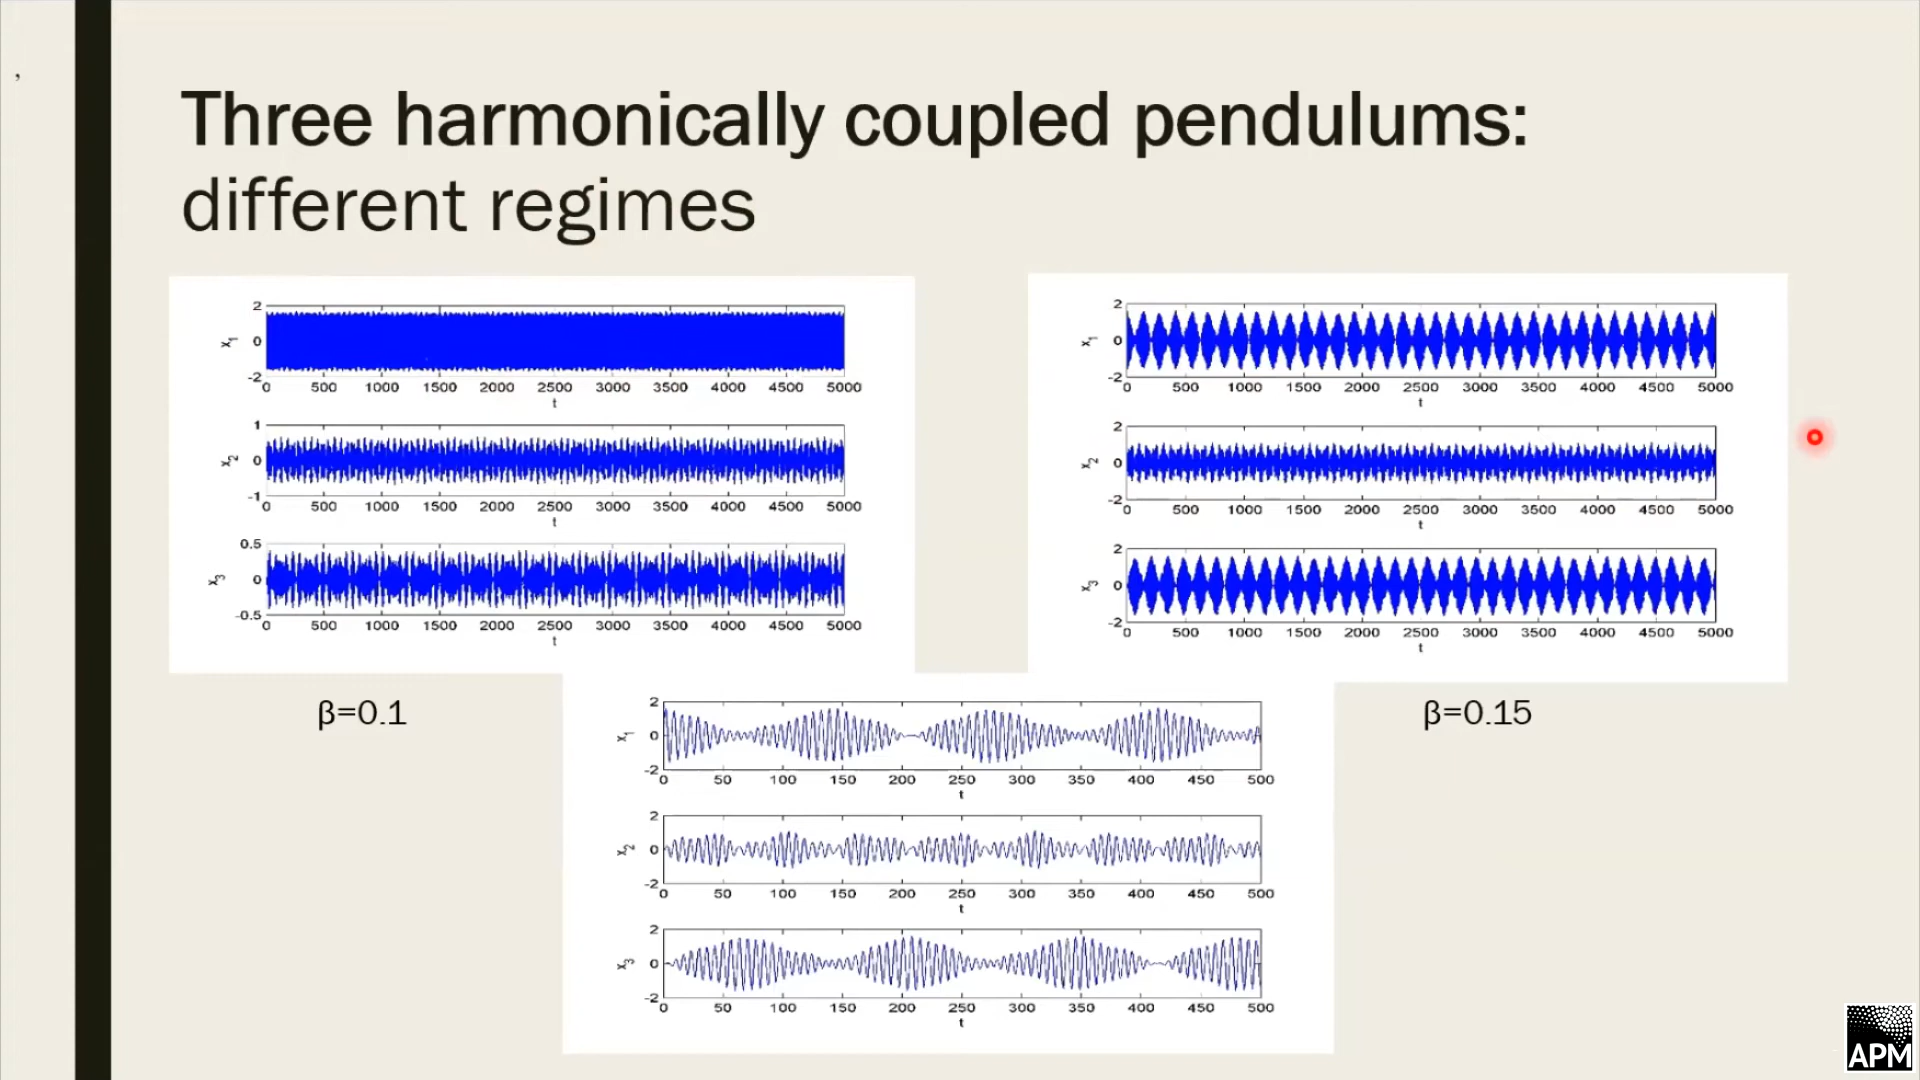 ,
Three harmonically coupled pendulums:
different regimes
2
0
-2
x1
0 500 1000 1500 2000 2500 3000 3500 4000 4500 5000
t
1
0
-1
x2
0 500 1000 1500 2000 2500 3000 3500 4000 4500 5000
t
0.5
0
-0.5
x3
0 500 1000 1500 2000 2500 3000 3500 4000 4500 5000
t
β=0.1
2
0
-2
x1
0 500 1000 1500 2000 2500 3000 3500 4000 4500 5000
t
2
0
-2
x2
0 500 1000 1500 2000 2500 3000 3500 4000 4500 5000
t
2
0
-2
x3
0 500 1000 1500 2000 2500 3000 3500 4000 4500 5000
t
β=0.15
2
0
-2
x1
0 50 100 150 200 250 300 350 400 450 500
t
2
0
-2
x2
0 50 100 150 200 250 300 350 400 450 500
t
2
0
-2
x3
0 50 100 150 200 250 300 350 400 450 500
t
APM